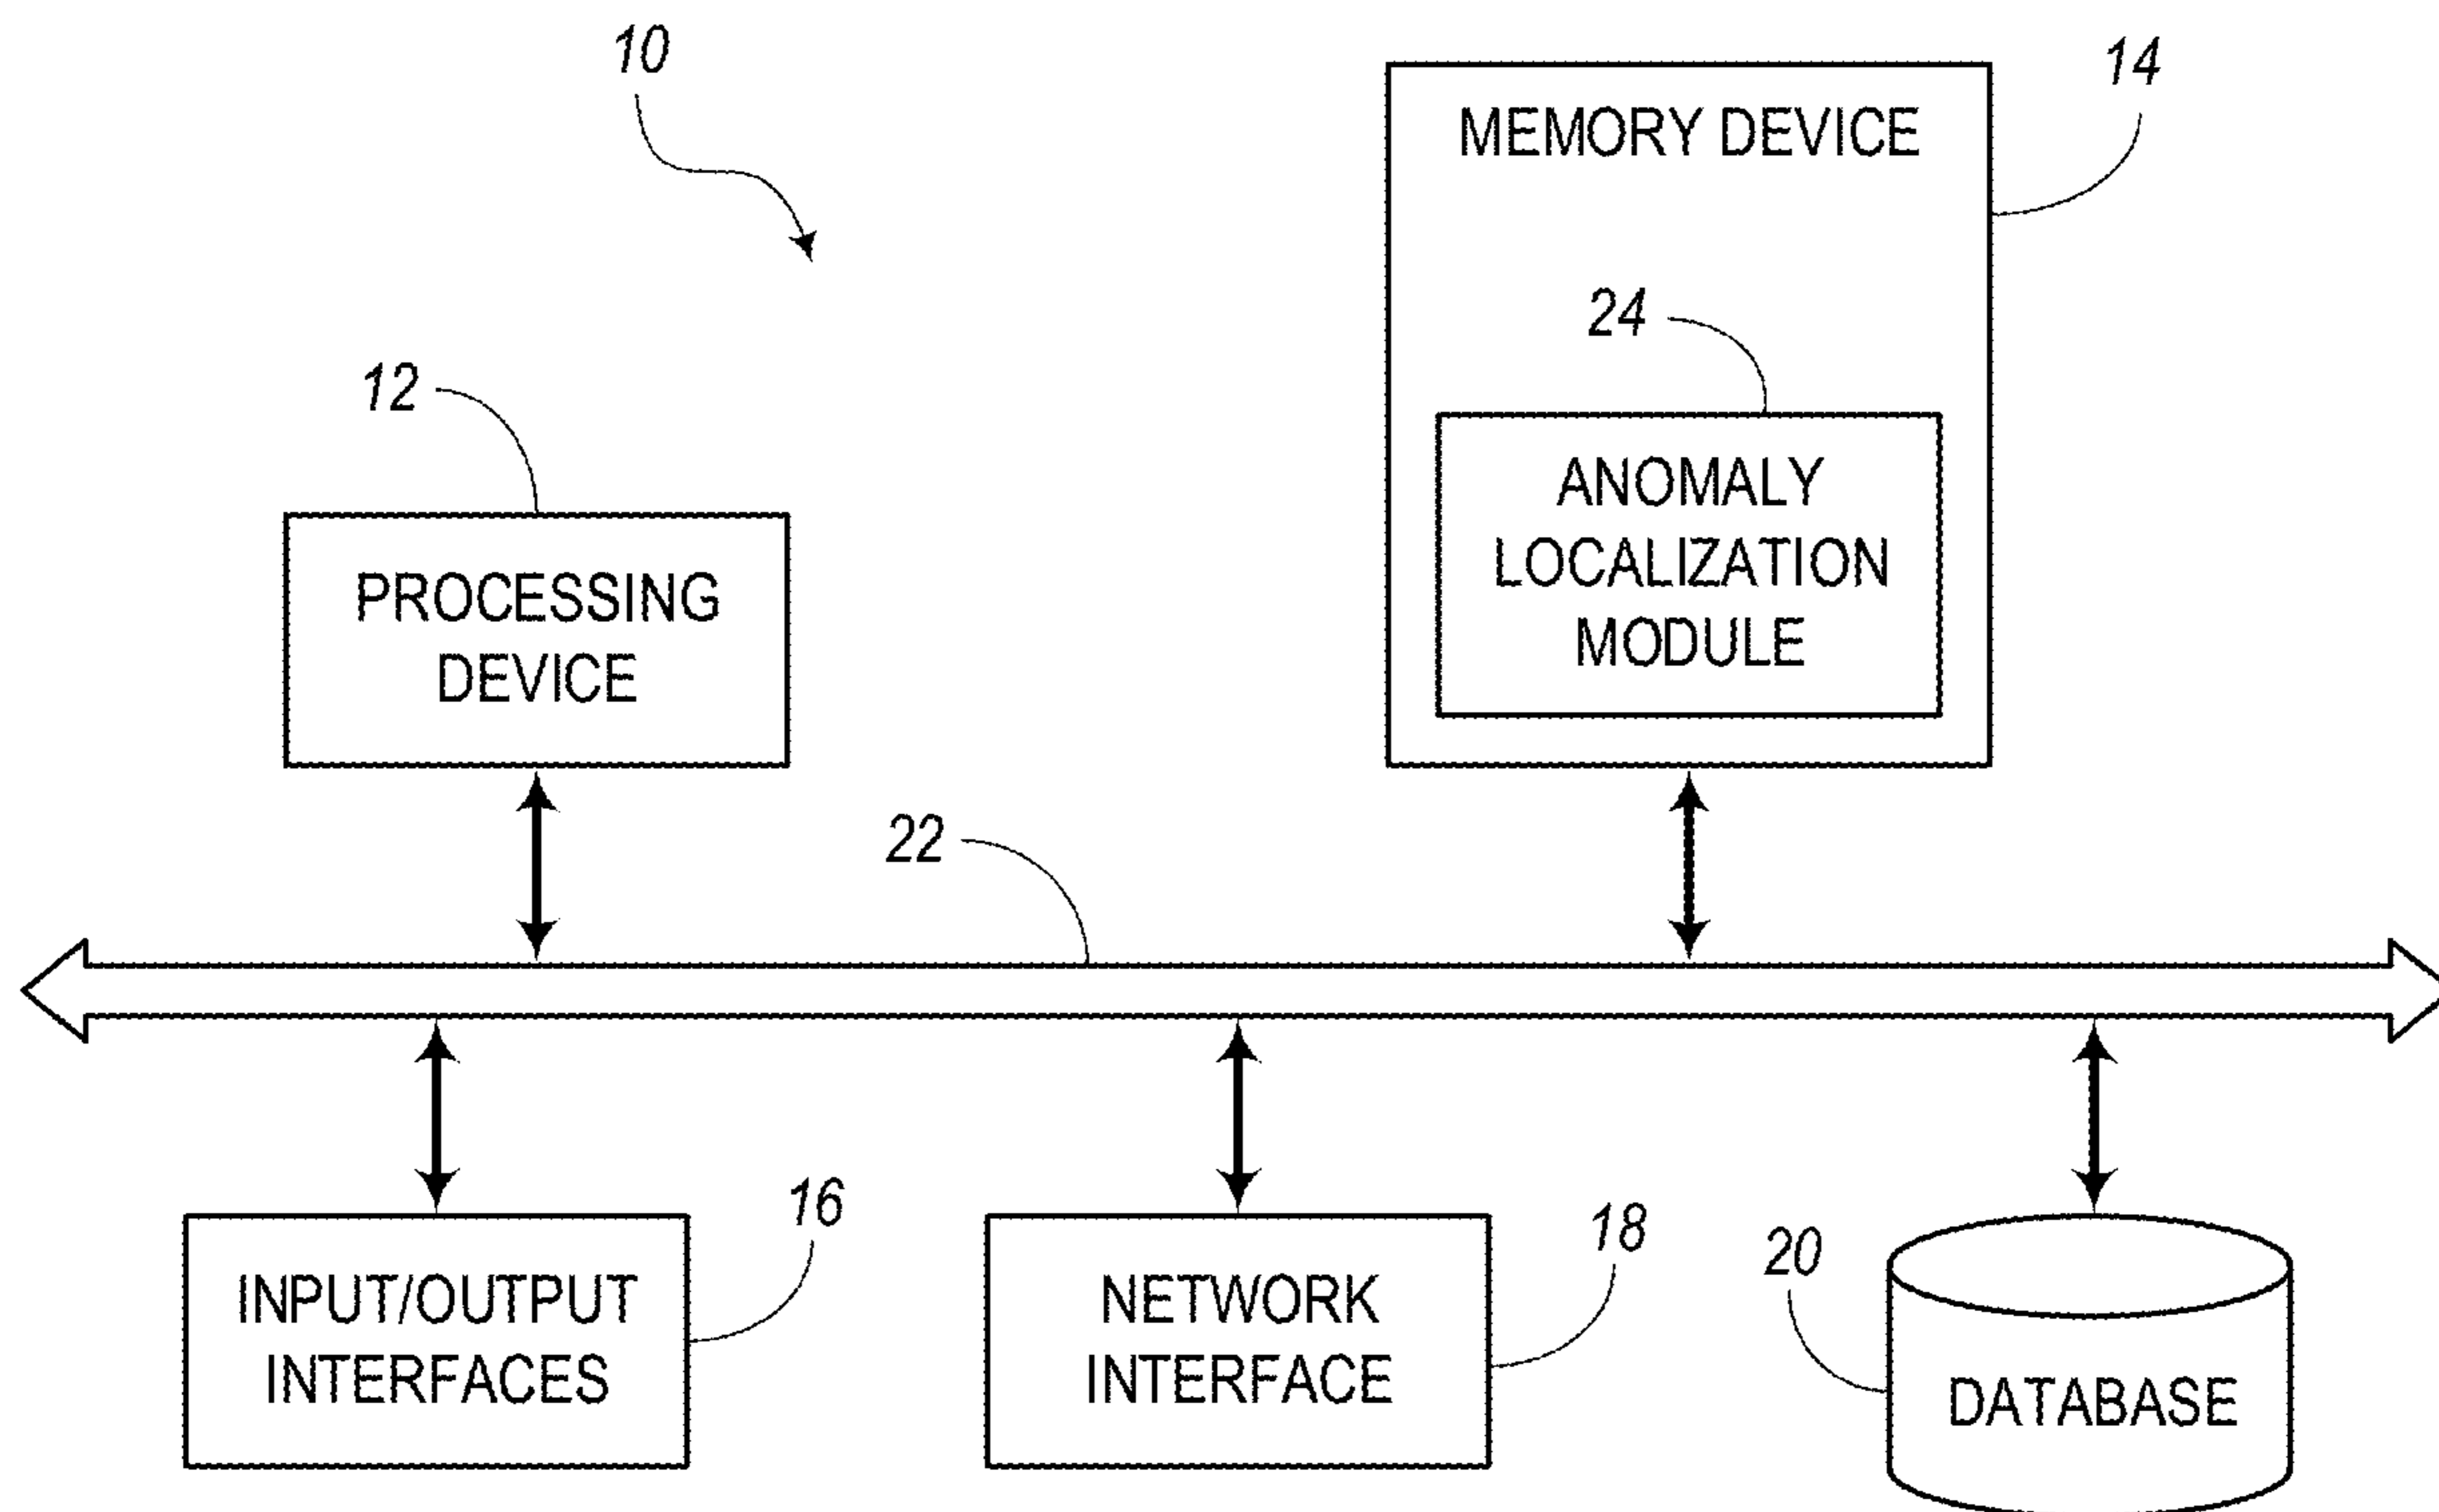 10
14
MEMORY DEVICE
24
12
ANOMALY
LOCALIZATION
MODULE
PROCESSING
DEVICE
22
16
18
20
INPUT/OUTPUT
INTERFACES
NETWORK
INTERFACE
DATABASE